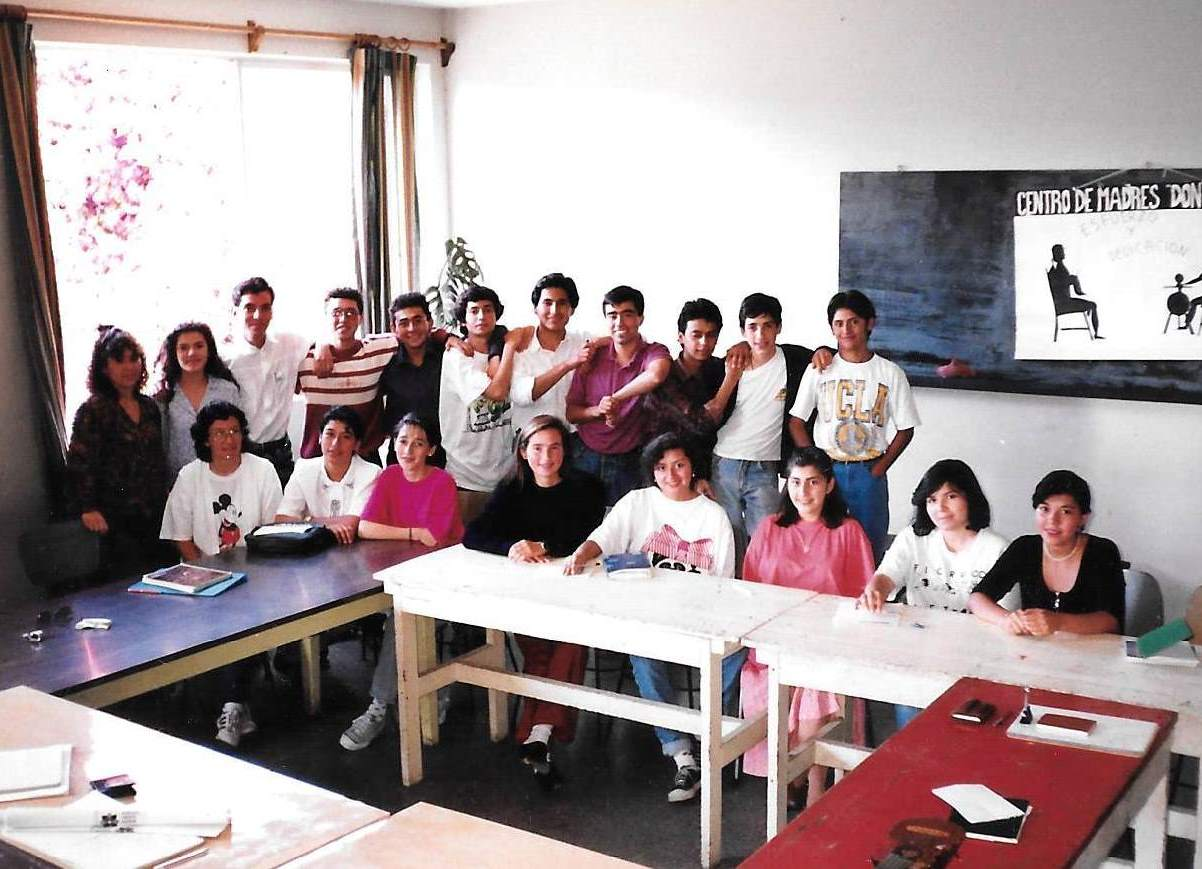 CENTRO DE MADRES "DON
ESFUERZO
Y
DEDICACION
UCLA